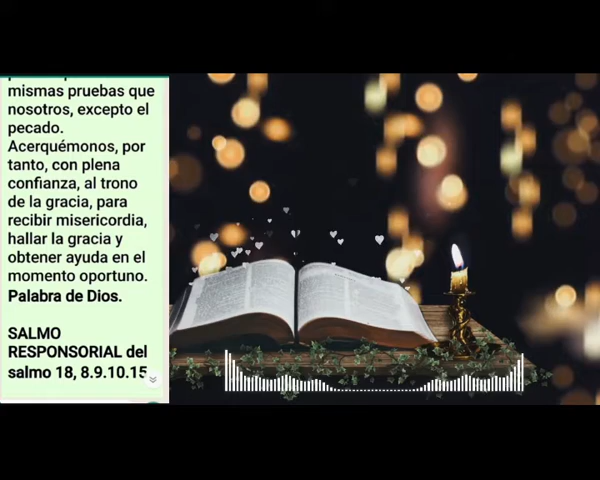 mismas pruebas que
nosotros, excepto el
pecado.
Acerquémonos, por
tanto, con plena
confianza, al trono
de la gracia, para
recibir misericordia,
hallar la gracia y
obtener ayuda en el
momento oportuno.
Palabra de Dios.
SALMO
RESPONSORIAL del
salmo 18, 8.9.10.15